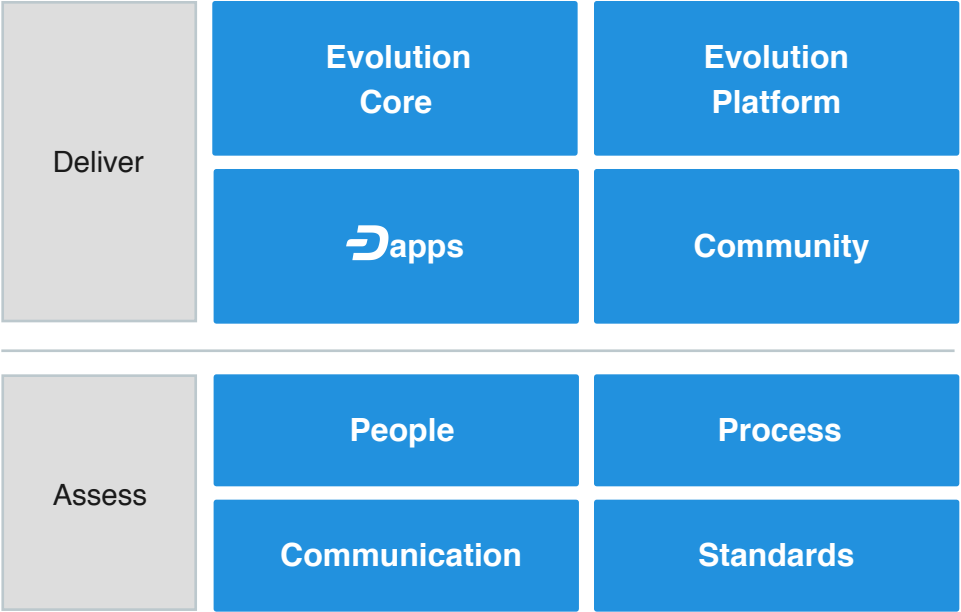 Deliver
Evolution
Core
Evolution
Platform
Dapps
Community
Assess
People
Process
Communication
Standards